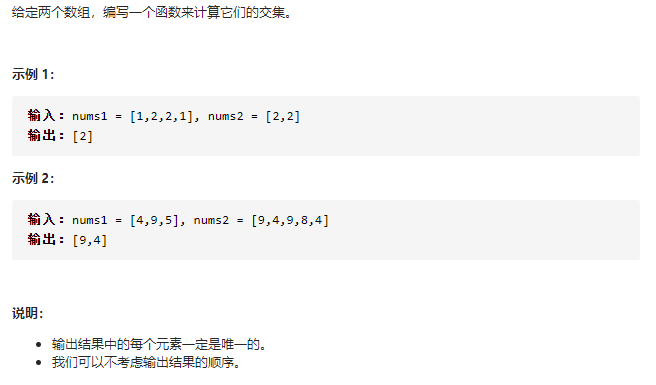 给定两个数组，编写一个函数来计算它们的交集。
示例 1：
输入：nums1 = [1,2,2,1], nums2 = [2,2]
输出：[2]
示例 2：
输入：nums1 = [4,9,5], nums2 = [9,4,9,8,4]
输出：[9,4]
说明：
• 输出结果中的每个元素一定是唯一的。
• 我们可以不考虑输出结果的顺序。